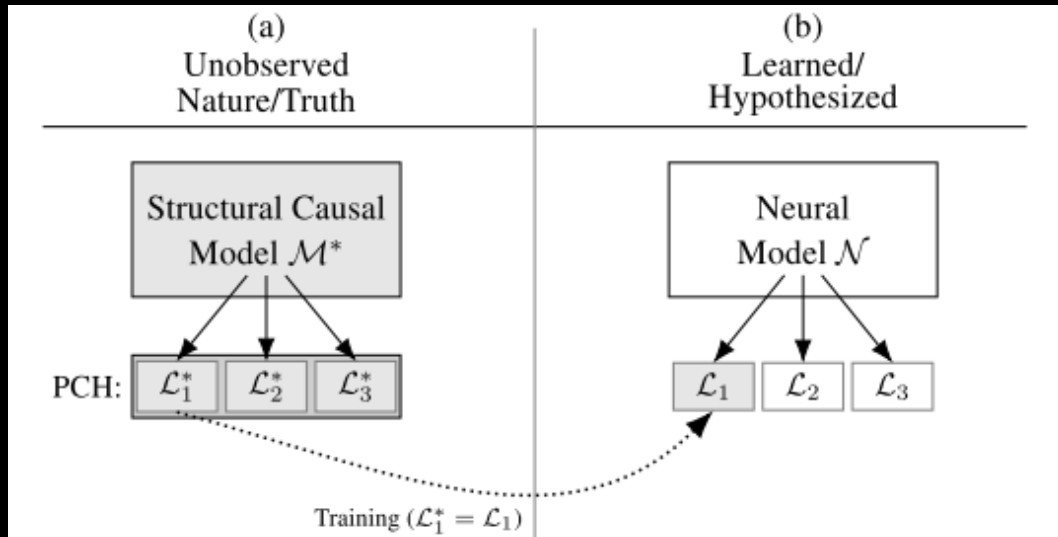 (a)
Unobserved
Nature/Truth
(b)
Learned/
Hypothesized
Structural Causal
Model ℳ*
Neural
Model 𝒩
PCH:
ℒ₁*
ℒ₂*
ℒ₃*
ℒ₁
ℒ₂
ℒ₃
Training (ℒ₁* = ℒ₁)